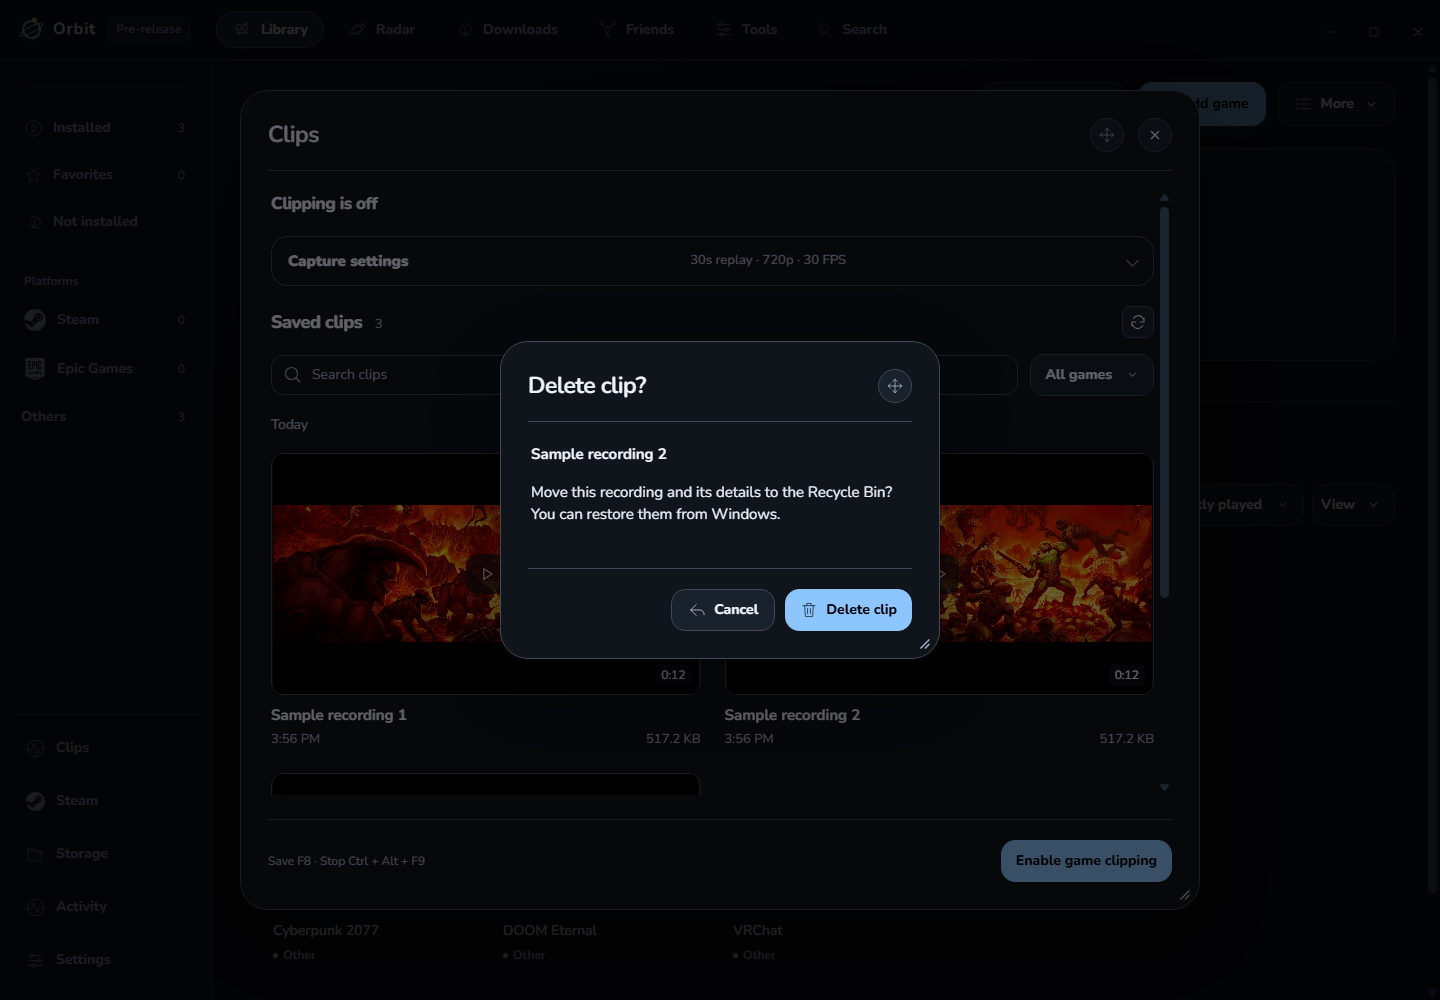 Orbit
Pre-release
Library
Radar
Downloads
Friends
Tools
Search
Installed 3
Favorites 0
Not installed
Platforms
Steam 0
EPIC
Epic Games 0
Others 3
Clips
Steam
Storage
Activity
Settings
game
More
played
View
Clips
Clipping is off
Capture settings
30s replay · 720p · 30 FPS
Saved clips 3
Search clips
All games
Today
0:12
0:12
Sample recording 1
3:56 PM 517.2 KB
Sample recording 2
3:56 PM 517.2 KB
Save F8 · Stop Ctrl + Alt + F9
Enable game clipping
Delete clip?
Sample recording 2
Move this recording and its details to the Recycle Bin?
You can restore them from Windows.
Cancel
Delete clip
Cyberpunk 2077
Other
DOOM Eternal
Other
VRChat
Other